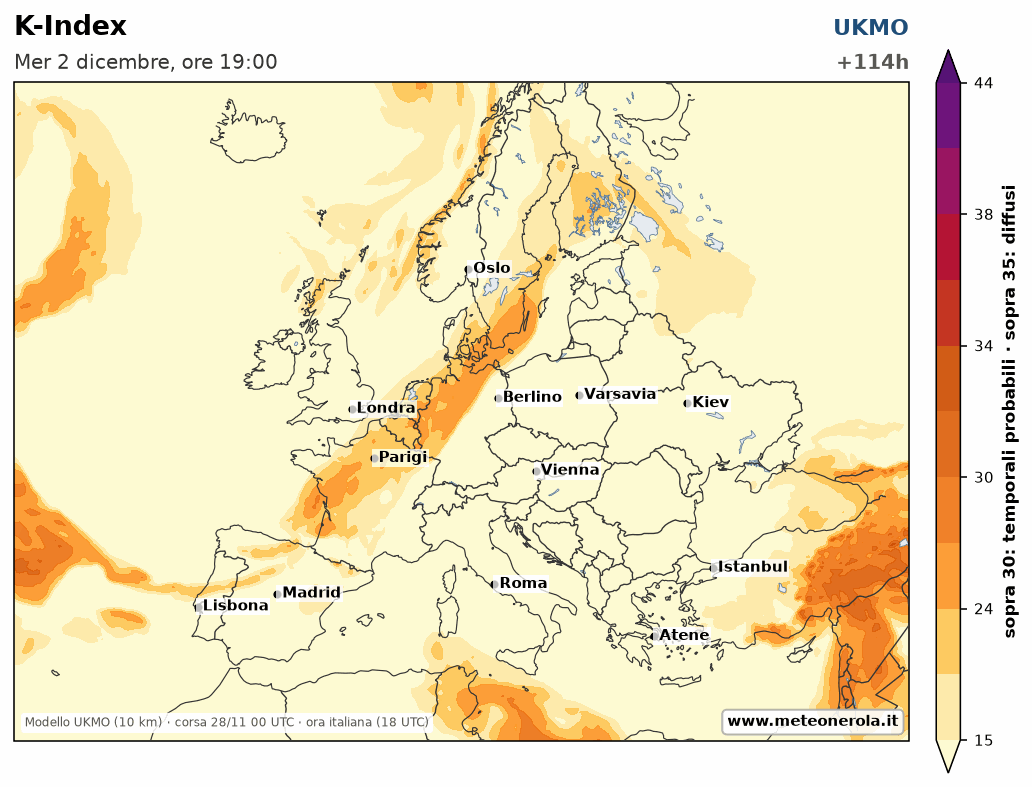 K-Index
UKMO
Mer 2 dicembre, ore 19:00
+114h
44
38
34
30
24
15
sopra 30: temporali probabili · sopra 35: diffusi
Oslo
Berlino
Varsavia
Kiev
Londra
Parigi
Vienna
Istanbul
Roma
Madrid
Lisbona
Atene
Modello UKMO (10 km) · corsa 28/11 00 UTC · ora italiana (18 UTC)
www.meteonerola.it